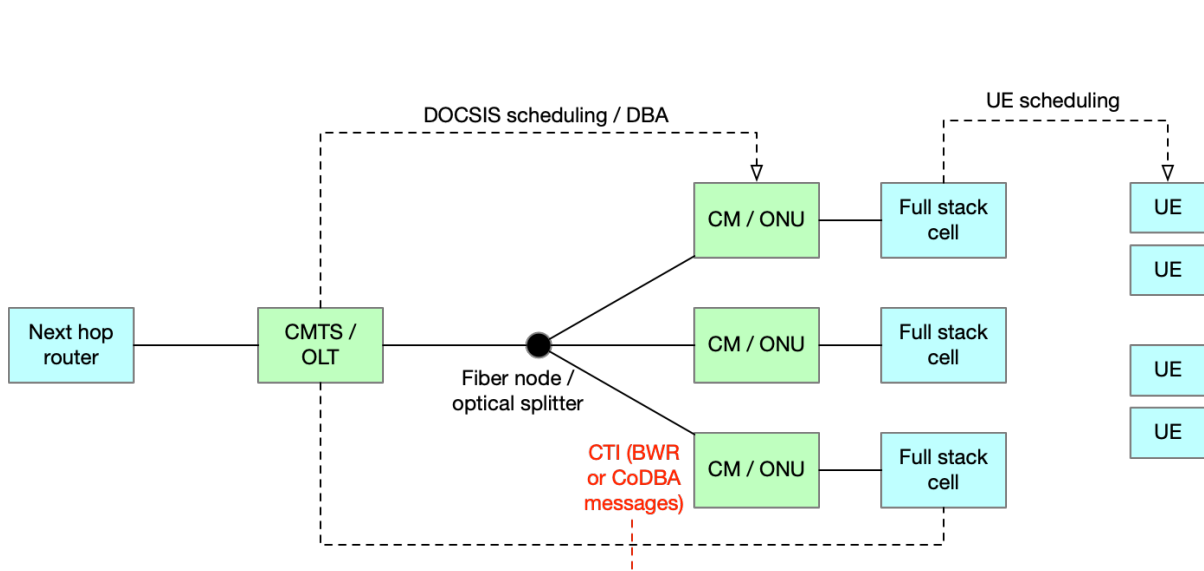 DOCSIS scheduling / DBA
UE scheduling
CM / ONU
Full stack
cell
UE
UE
Next hop
router
CMTS /
OLT
Fiber node /
optical splitter
CM / ONU
Full stack
cell
UE
UE
CTI (BWR
or CoDBA
messages)
CM / ONU
Full stack
cell